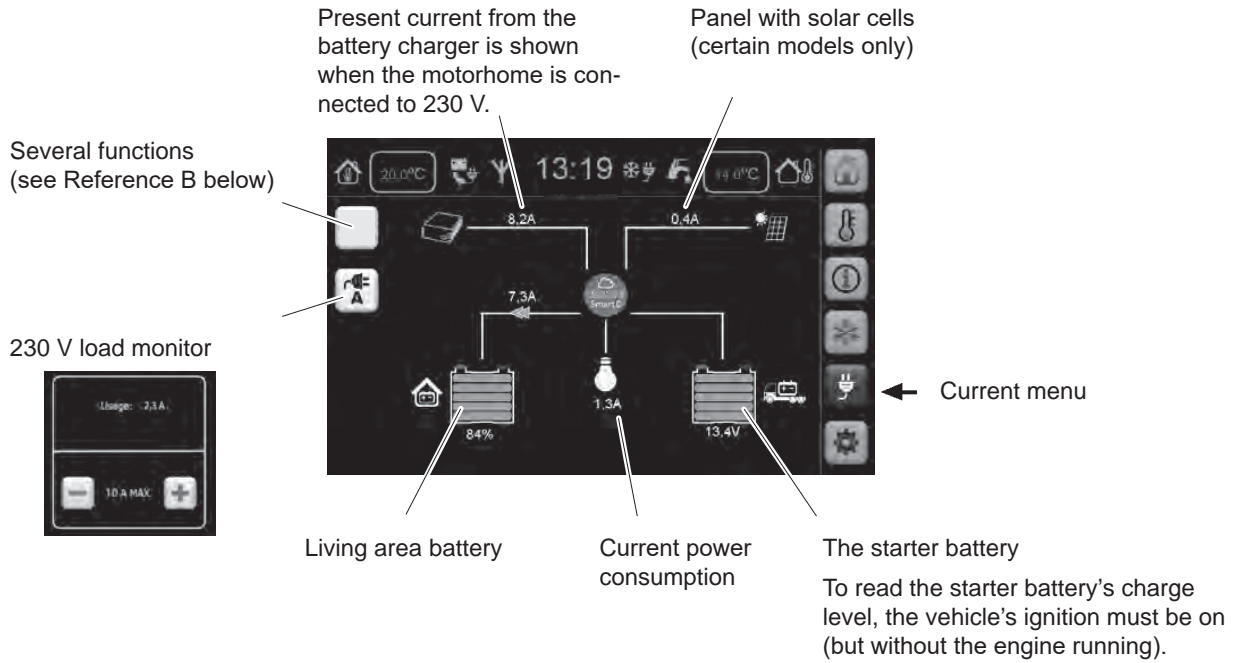 Present current from the
battery charger is shown
when the motorhome is con-
nected to 230 V.
Panel with solar cells
(certain models only)
Several functions
(see Reference B below)
20.0°C
13:19
8,2A
0,4A
A
7,3A
Smart D
230 V load monitor
Usage: 2,3 A
10 A MAX
1,3A
84%
13,4V
Current menu
Living area battery
Current power
consumption
The starter battery
To read the starter battery's charge
level, the vehicle's ignition must be on
(but without the engine running).